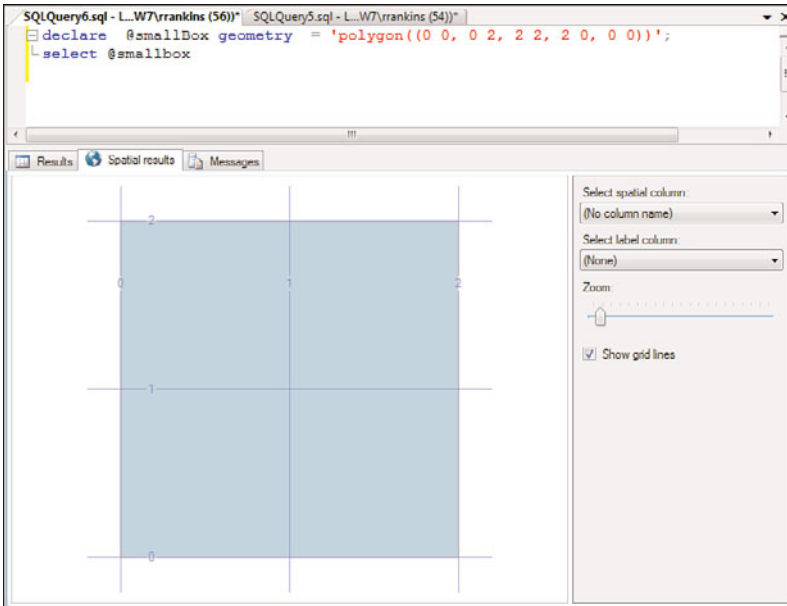 SQLQuery6.sql - L...W7\rrankins (56))* SQLQuery5.sql - L...W7\rrankins (54))*
declare @smallBox geometry = 'polygon((0 0, 0 2, 2 2, 2 0, 0 0))';
select @smallbox
Results Spatial results Messages
2
0 1 2
1
0
Select spatial column:
(No column name)
Select label column:
(None)
Zoom:
Show grid lines